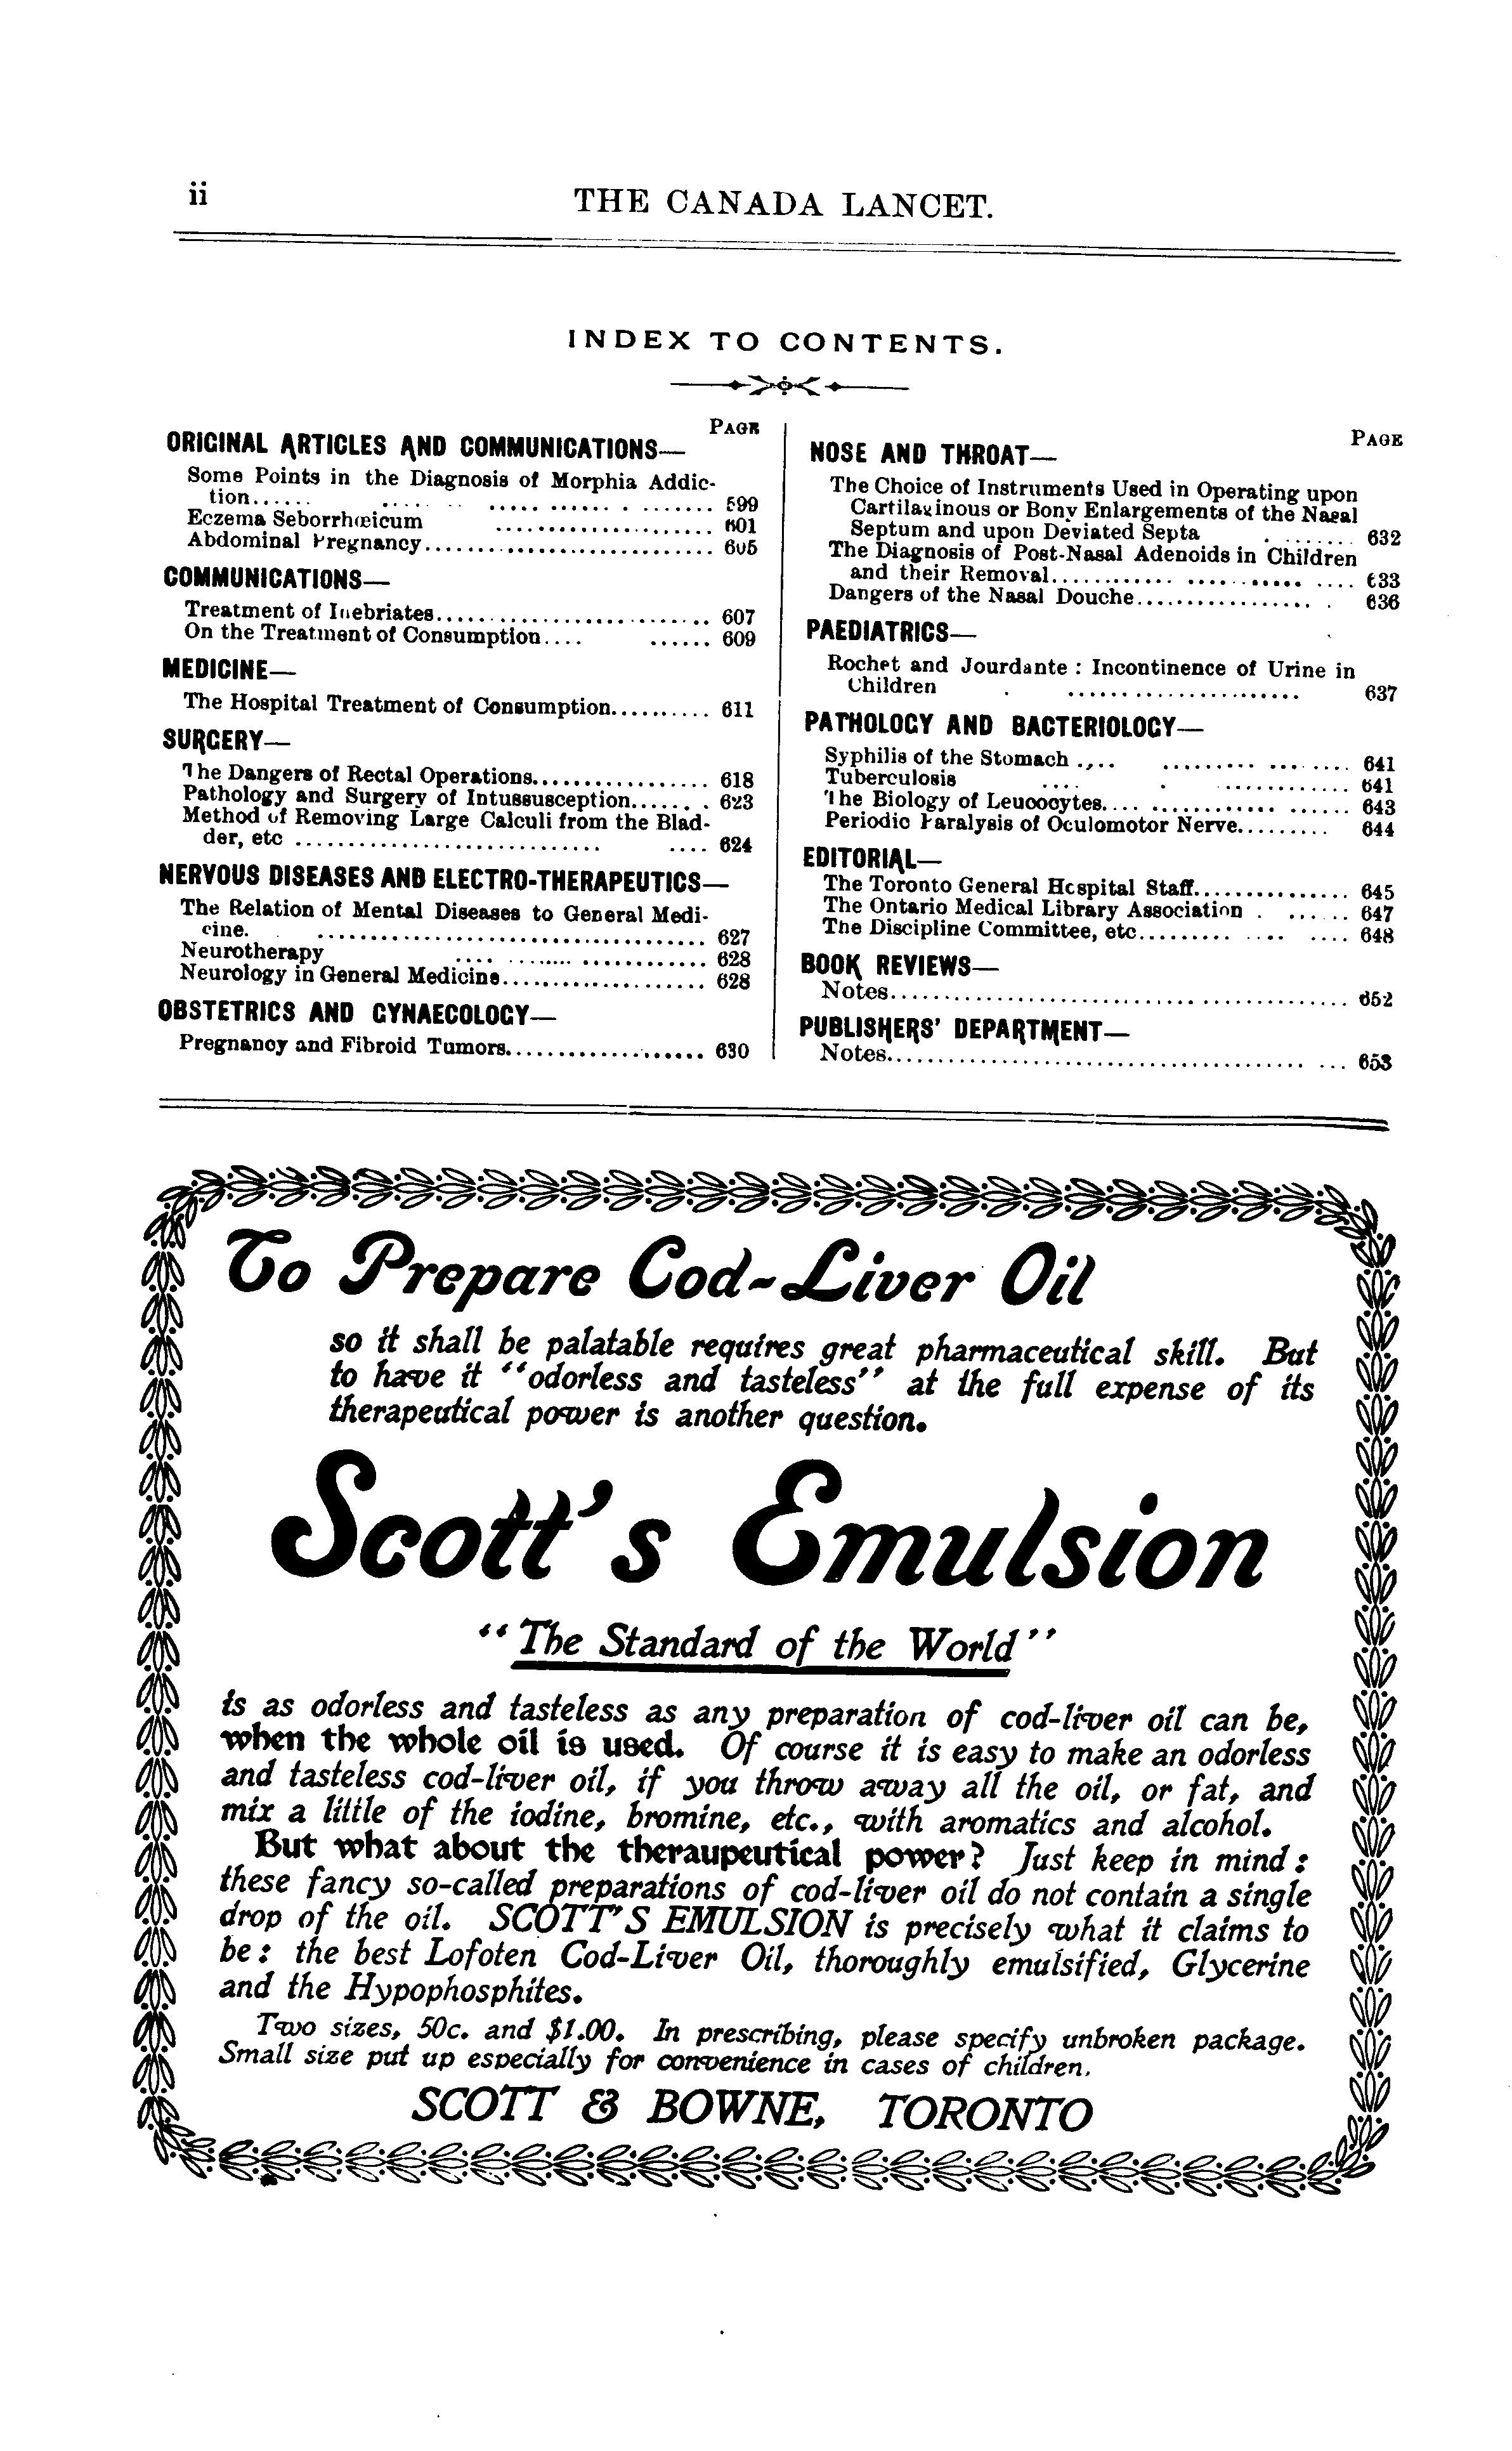 ii
THE CANADA LANCET.
INDEX TO CONTENTS.
PAGE
ORIGINAL ARTICLES AND COMMUNICATIONS—
Some Points in the Diagnosis of Morphia Addic-
tion...... .... .. ..... ...... . ....... 599
Eczema Seborrhœicum .................... 601
Abdominal Pregnancy............................ 605
COMMUNICATIONS—
Treatment of Inebriates.......................... 607
On the Treatment of Consumption.... ...... 609
MEDICINE—
The Hospital Treatment of Consumption.......... 611
SURGERY—
The Dangers of Rectal Operations................. 618
Pathology and Surgery of Intussusception....... . 623
Method of Removing Large Calculi from the Blad-
der, etc ............................. .... 624
NERVOUS DISEASES AND ELECTRO-THERAPEUTICS—
The Relation of Mental Diseases to General Medi-
cine. ..................................... 627
Neurotherapy .... ......... ............ 628
Neurology in General Medicine.................... 628
OBSTETRICS AND GYNAECOLOGY—
Pregnancy and Fibroid Tumors................... 630
PAGE
NOSE AND THROAT—
The Choice of Instruments Used in Operating upon
Cartilaginous or Bony Enlargements of the Nasal
Septum and upon Deviated Septa . ....... 632
The Diagnosis of Post-Nasal Adenoids in Children
and their Removal............ .... ...... .... 633
Dangers of the Nasal Douche................. . 636
PAEDIATRICS—
Rochet and Jourdante : Incontinence of Urine in
Children . ...................... 637
PATHOLOGY AND BACTERIOLOGY—
Syphilis of the Stomach ..,.. ......... ... .... 641
Tuberculosis .... . ............ 641
The Biology of Leucocytes.... ............ ...... 643
Periodic Paralysis of Oculomotor Nerve......... 644
EDITORIAL—
The Toronto General Hospital Staff............... 645
The Ontario Medical Library Association . ... .. 647
The Discipline Committee, etc......... .... .... 648
BOOK REVIEWS—
Notes........................................... 652
PUBLISHERS' DEPARTMENT—
Notes....................................... ... 653
To Prepare Cod-Liver Oil
so it shall be palatable requires great pharmaceutical skill. But
to have it "odorless and tasteless" at the full expense of its
therapeutical power is another question.
Scott's Emulsion
"The Standard of the World"
is as odorless and tasteless as any preparation of cod-liver oil can be,
when the whole oil is used. Of course it is easy to make an odorless
and tasteless cod-liver oil, if you throw away all the oil, or fat, and
mix a little of the iodine, bromine, etc., with aromatics and alcohol.
But what about the theraupeutical power? Just keep in mind:
these fancy so-called preparations of cod-liver oil do not contain a single
drop of the oil. SCOTT'S EMULSION is precisely what it claims to
be: the best Lofoten Cod-Liver Oil, thoroughly emulsified, Glycerine
and the Hypophosphites.
Two sizes, 50c. and $1.00. In prescribing, please specify unbroken package.
Small size put up especially for convenience in cases of children.
SCOTT & BOWNE, TORONTO